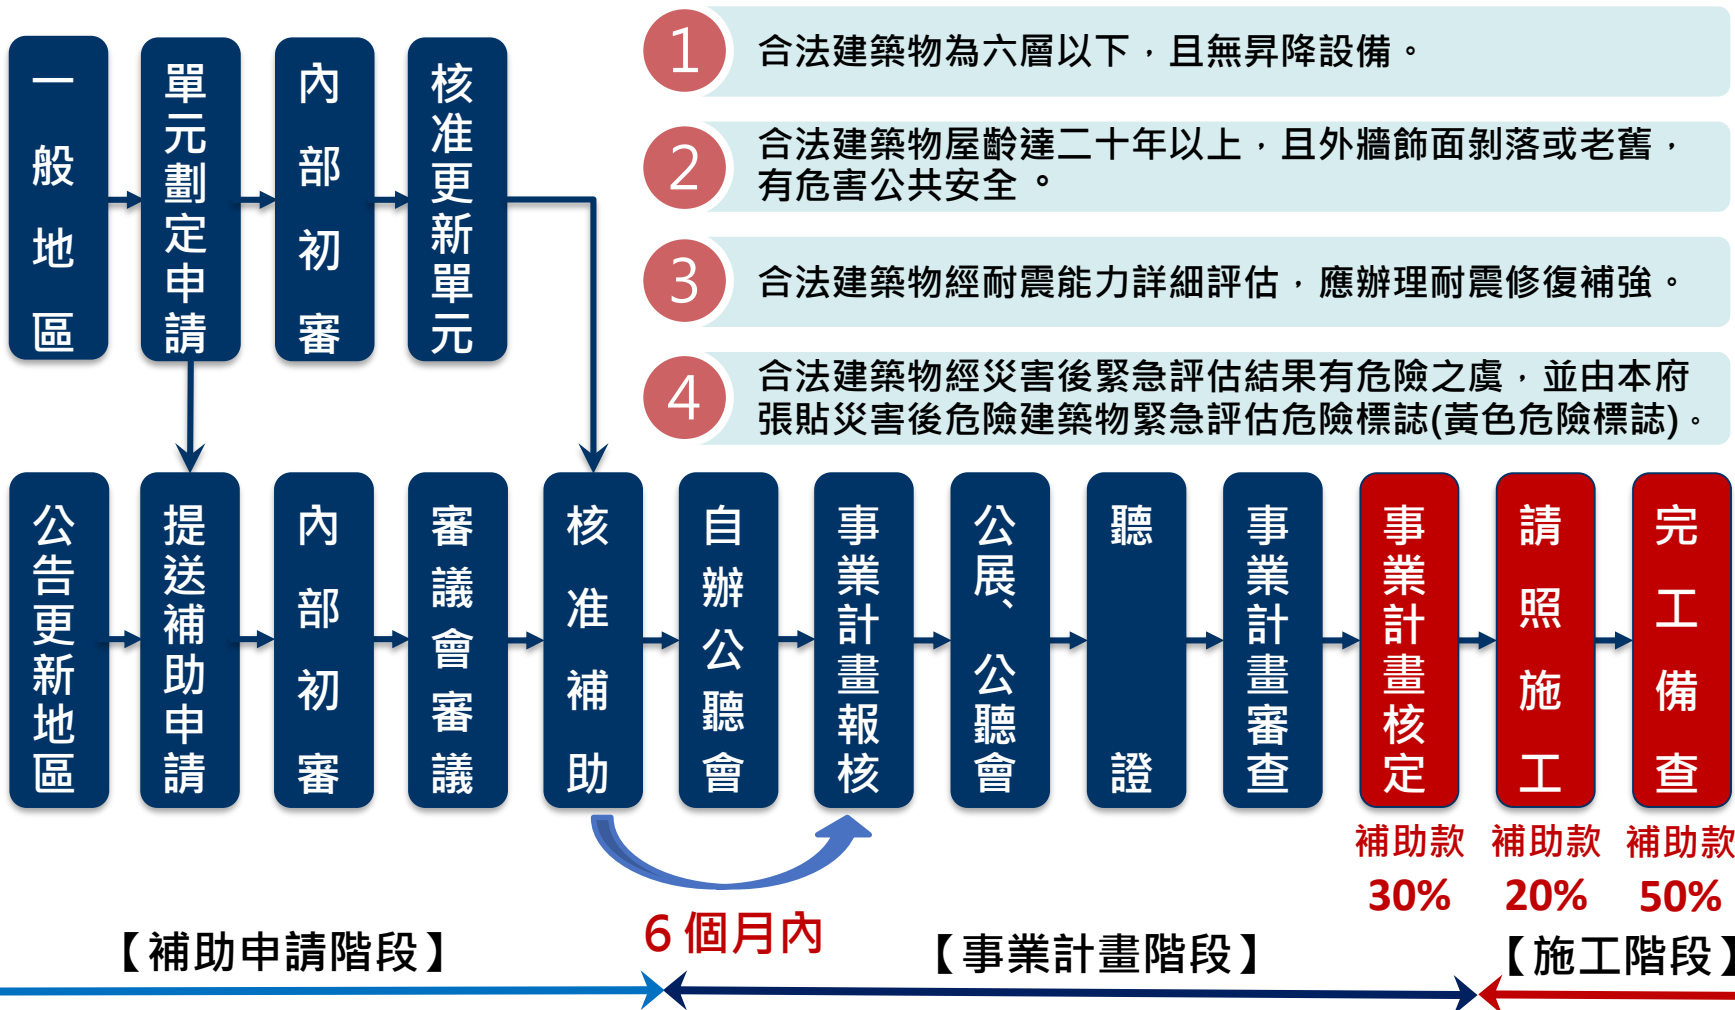 一般地區
單元劃定申請
內部初審
核准更新單元
1
合法建築物為六層以下，且無昇降設備。
2
合法建築物屋齡達二十年以上，且外牆飾面剝落或老舊，
有危害公共安全。
3
合法建築物經耐震能力詳細評估，應辦理耐震修復補強。
4
合法建築物經災害後緊急評估結果有危險之虞，並由本府
張貼災害後危險建築物緊急評估危險標誌(黃色危險標誌)。
公告更新地區
提送補助申請
內部初審
審議會審議
核准補助
自辦公聽會
事業計畫報核
公展、公聽會
聽證
事業計畫審查
事業計畫核定
請照施工
完工備查
補助款
30%
補助款
20%
補助款
50%
6個月內
【補助申請階段】
【事業計畫階段】
【施工階段】